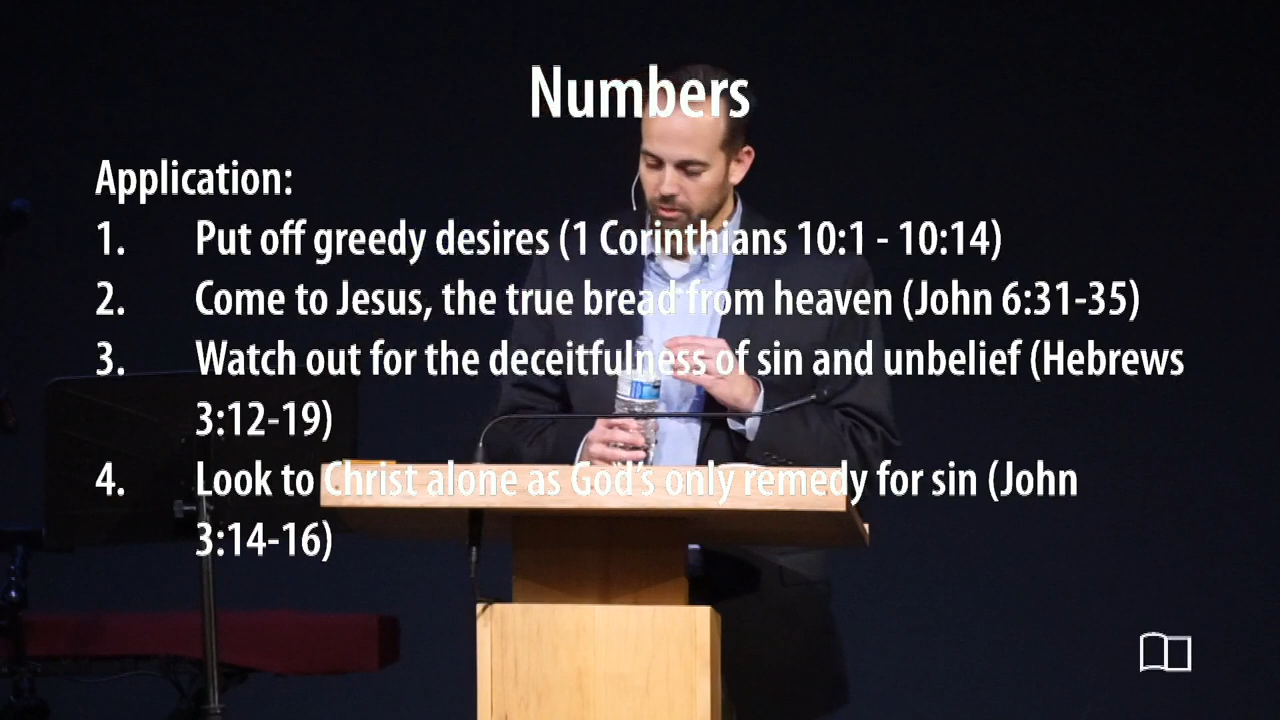 Numbers
Application:
1. Put off greedy desires (1 Corinthians 10:1 - 10:14)
2. Come to Jesus, the true bread from heaven (John 6:31-35)
3. Watch out for the deceitfulness of sin and unbelief (Hebrews
3:12-19)
4. Look to Christ alone as God's only remedy for sin (John
3:14-16)